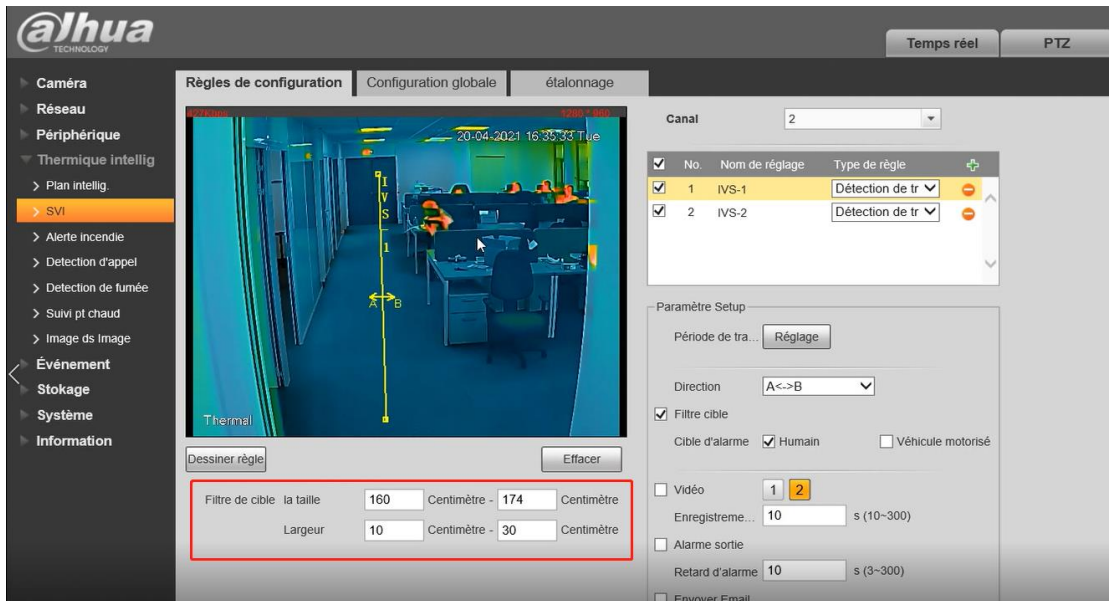 alhua
TECHNOLOGY
Temps réel
PTZ
Caméra
Réseau
Périphérique
Thermique intellig
Plan intellig.
SVI
Alerte incendie
Detection d'appel
Detection de fumée
Suivi pt chaud
Image ds Image
Événement
Stokage
Système
Information
Règles de configuration
Configuration globale
étalonnage
1280 * 960
20-04-2021 16:35:33 Tue
IVS-1
A B
Thermal
Dessiner règle
Effacer
Filtre de cible la taille 160 Centimètre - 174 Centimètre
Largeur 10 Centimètre - 30 Centimètre
Canal 2
No. Nom de réglage Type de règle
1 IVS-1 Détection de tr
2 IVS-2 Détection de tr
Paramètre Setup
Période de tra... Réglage
Direction A<->B
Filtre cible
Cible d'alarme Humain Véhicule motorisé
Vidéo 1 2
Enregistreme... 10 s (10~300)
Alarme sortie
Retard d'alarme 10 s (3~300)
Envoyer Email